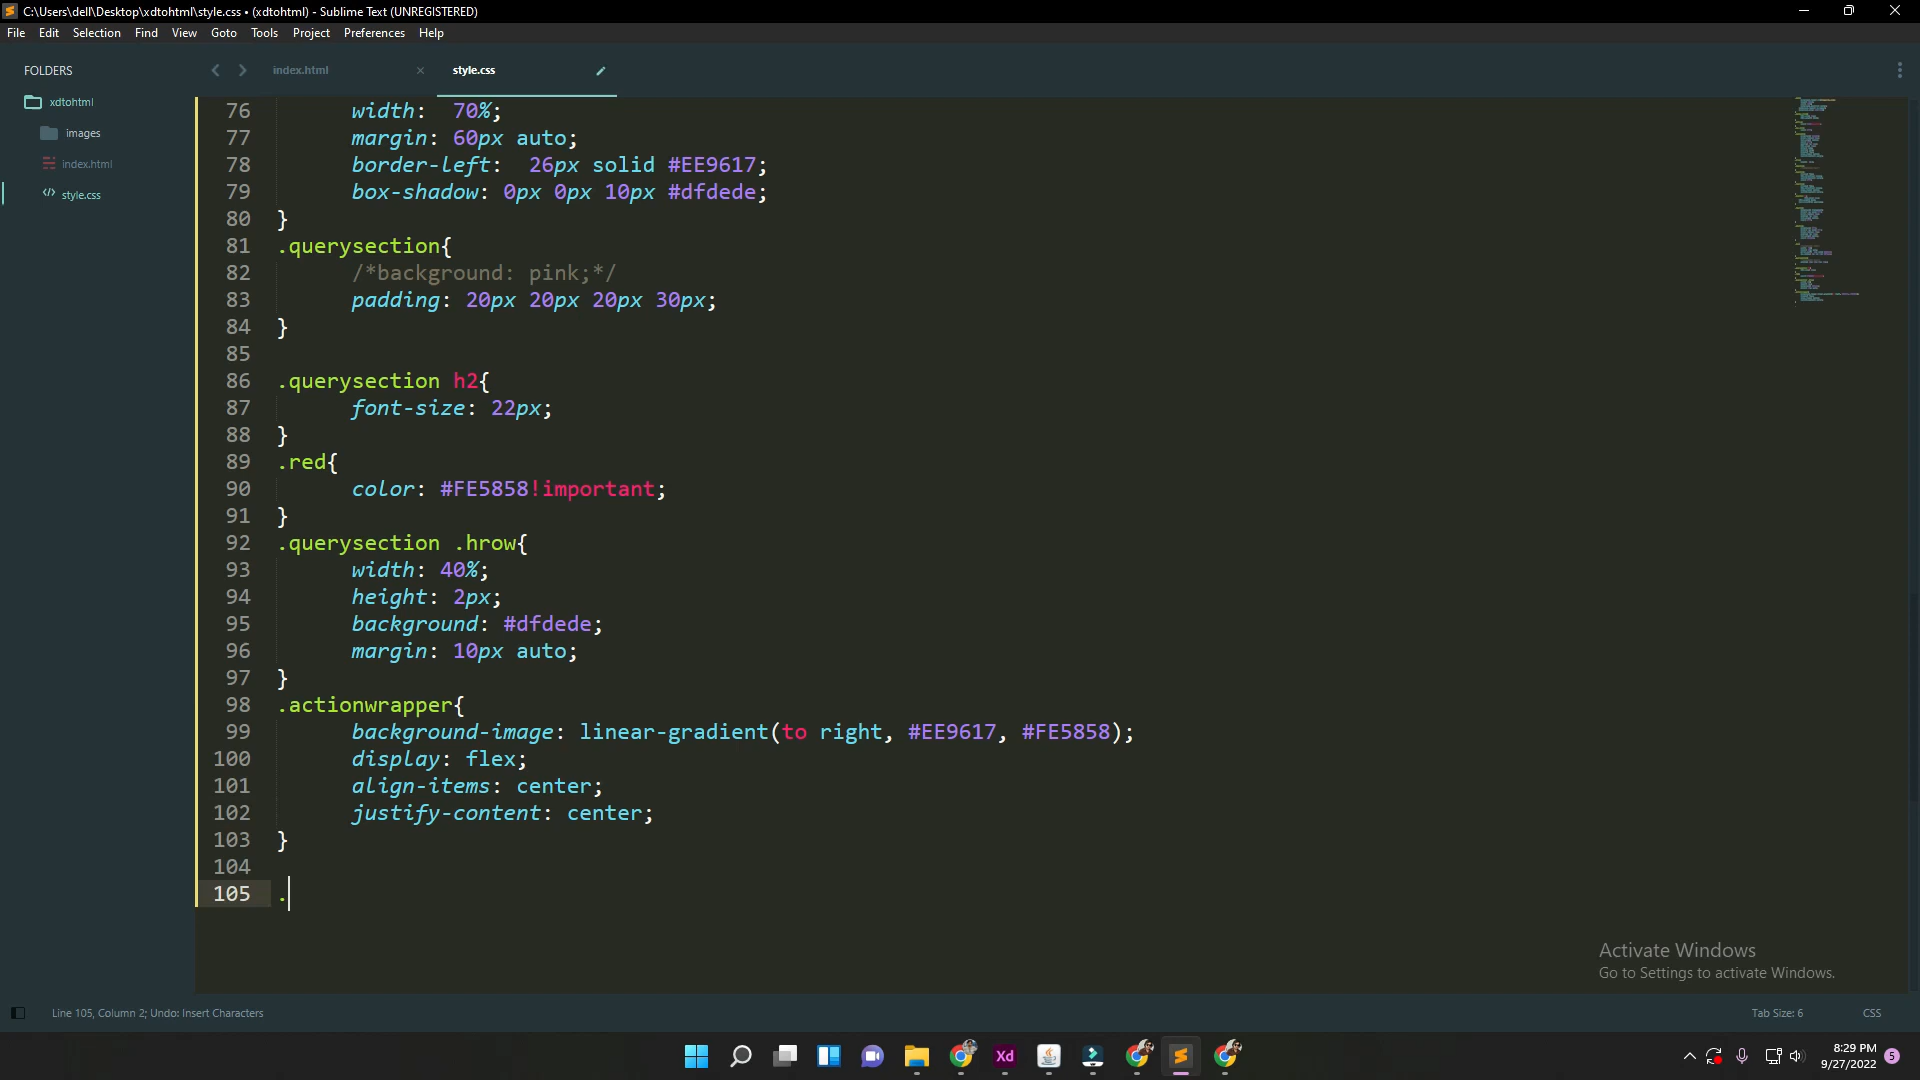 C:\Users\dell\Desktop\xdtohtml\style.css • (xdtohtml) - Sublime Text (UNREGISTERED)
File Edit Selection Find View Goto Tools Project Preferences Help
FOLDERS
xdtohtml
images
index.html
style.css
index.html style.css
76 width:  70%;
77 margin: 60px auto;
78 border-left:  26px solid #EE9617;
79 box-shadow: 0px 0px 10px #dfdede;
80 }
81 .querysection{
82 /*background: pink;*/
83 padding: 20px 20px 20px 30px;
84 }
85
86 .querysection h2{
87 font-size: 22px;
88 }
89 .red{
90 color: #FE5858!important;
91 }
92 .querysection .hrow{
93 width: 40%;
94 height: 2px;
95 background: #dfdede;
96 margin: 10px auto;
97 }
98 .actionwrapper{
99 background-image: linear-gradient(to right, #EE9617, #FE5858);
100 display: flex;
101 align-items: center;
102 justify-content: center;
103 }
104
105 .
Activate Windows
Go to Settings to activate Windows.
Line 105, Column 2; Undo: Insert Characters
Tab Size: 6 CSS
Xd
8:29 PM
9/27/2022
5